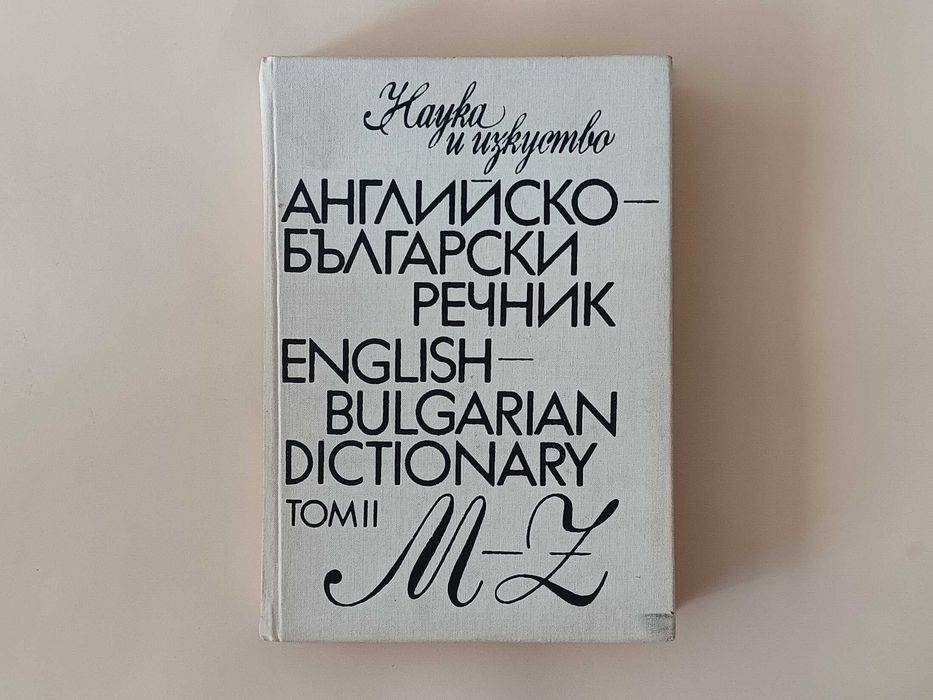 Наука
и изкуство
АНГЛИЙСКО–
БЪЛГАРСКИ
РЕЧНИК
ENGLISH–
BULGARIAN
DICTIONARY
ТОМ II
M–Z